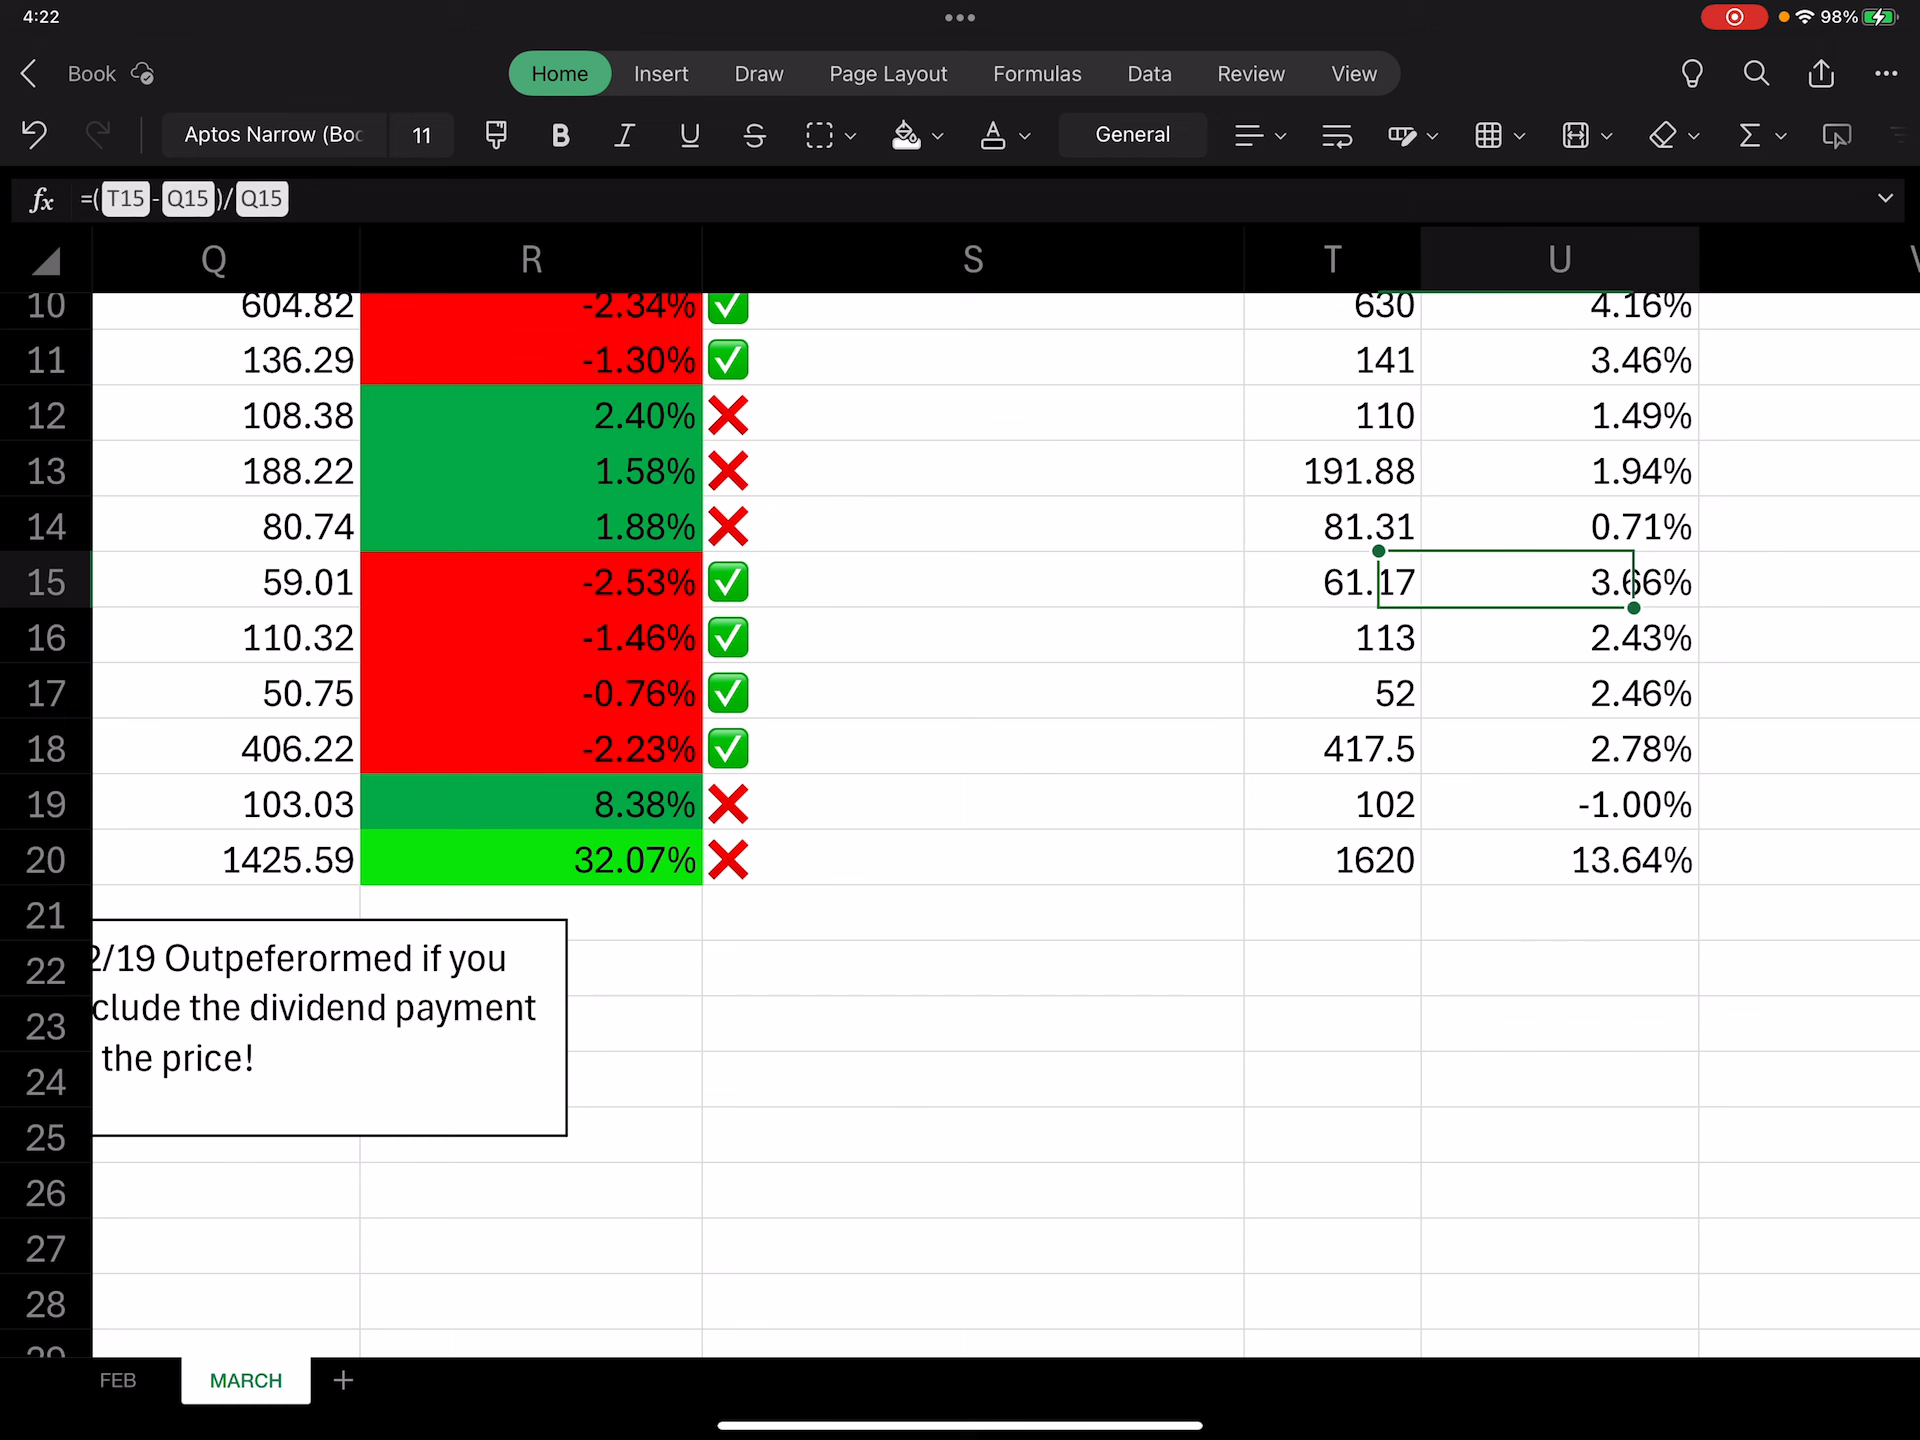 4:22
98%
Book
Home Insert Draw Page Layout Formulas Data Review View
Aptos Narrow (Boc 11 B I U S General
fx =(T15-Q15)/Q15
Q R S T U
10 604.82 -2.34% ✅ 630 4.16%
11 136.29 -1.30% ✅ 141 3.46%
12 108.38 2.40% ❌ 110 1.49%
13 188.22 1.58% ❌ 191.88 1.94%
14 80.74 1.88% ❌ 81.31 0.71%
15 59.01 -2.53% ✅ 61.17 3.66%
16 110.32 -1.46% ✅ 113 2.43%
17 50.75 -0.76% ✅ 52 2.46%
18 406.22 -2.23% ✅ 417.5 2.78%
19 103.03 8.38% ❌ 102 -1.00%
20 1425.59 32.07% ❌ 1620 13.64%
21
22
23
24
25
26
27
28
29
2/19 Outpeferormed if you
clude the dividend payment
the price!
FEB MARCH